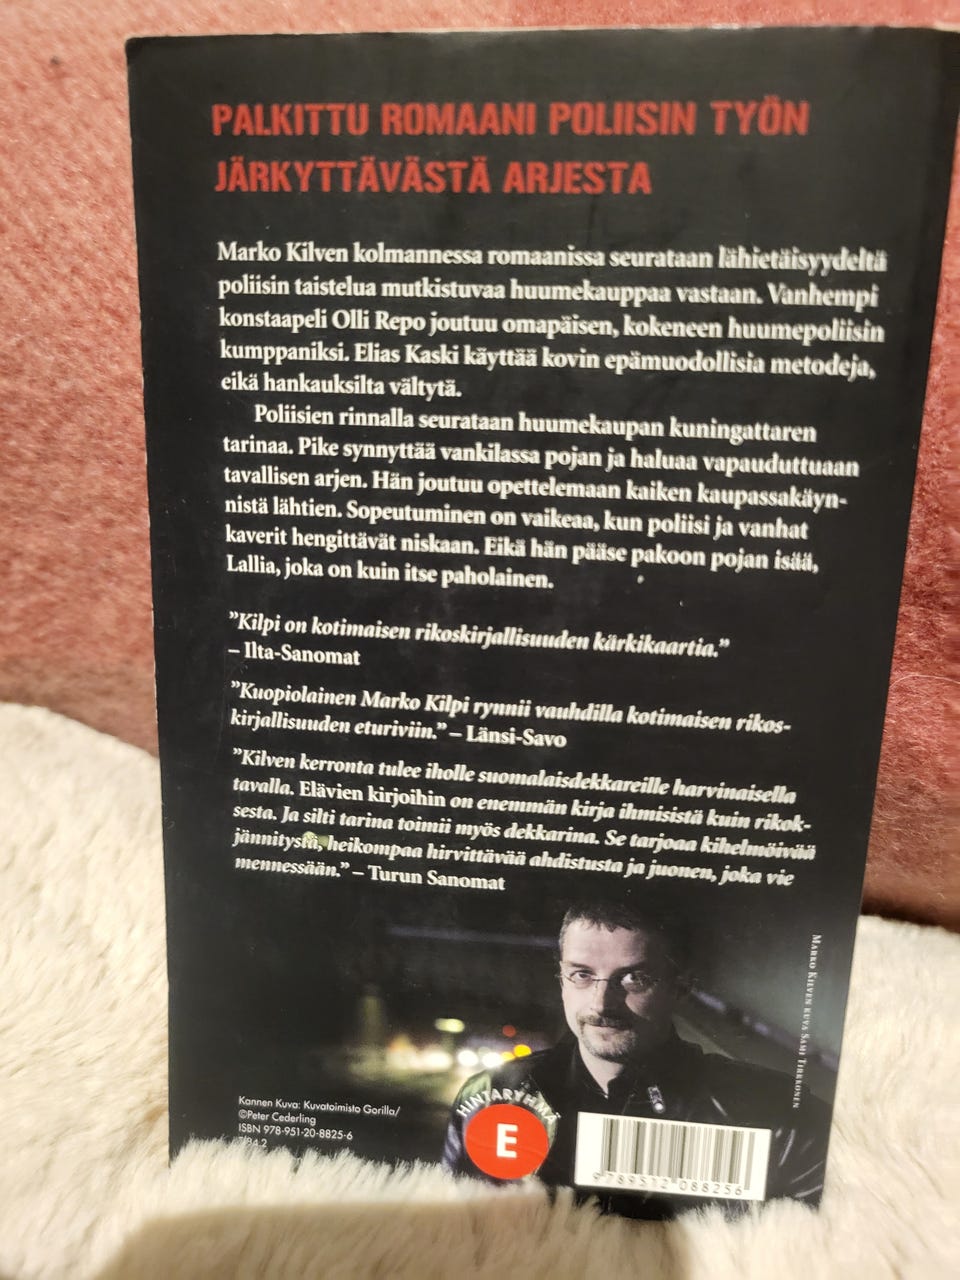 PALKITTU ROMAANI POLIISIN TYÖN
JÄRKYTTÄVÄSTÄ ARJESTA
Marko Kilven kolmannessa romaanissa seurataan lähietäisyydeltä
poliisin taistelua mutkistuvaa huumekauppaa vastaan. Vanhempi
konstaapeli Olli Repo joutuu omapäisen, kokeneen huumepoliisin
kumppaniksi. Elias Kaski käyttää kovin epämuodollisia metodeja,
eikä hankauksilta vältytä.
Poliisien rinnalla seurataan huumekaupan kuningattaren
tarinaa. Pike synnyttää vankilassa pojan ja haluaa vapauduttuaan
tavallisen arjen. Hän joutuu opettelemaan kaiken kaupassakäyn-
nistä lähtien. Sopeutuminen on vaikeaa, kun poliisi ja vanhat
kaverit hengittävät niskaan. Eikä hän pääse pakoon pojan isää,
Lallia, joka on kuin itse paholainen.
”Kilpi on kotimaisen rikoskirjallisuuden kärkikaartia.”
– Ilta-Sanomat
”Kuopiolainen Marko Kilpi rynnii vauhdilla kotimaisen rikos-
kirjallisuuden eturiviin.” – Länsi-Savo
”Kilven kerronta tulee iholle suomalaisdekkareille harvinaisella
tavalla. Elävien kirjoihin on enemmän kirja ihmisistä kuin rikok-
sesta. Ja silti tarina toimii myös dekkarina. Se tarjoaa kihelmöivää
jännitystä, heikompaa hirvittävää ahdistusta ja juonen, joka vie
mennessään.” – Turun Sanomat
MARKO KILVEN KUVA SAMI TIRKKONEN
Kannen Kuva: Kuvatoimisto Gorilla/
©Peter Cederling
ISBN 978-951-20-8825-6
T 84.2
HINTARYHMÄ
E
9 789512 088256